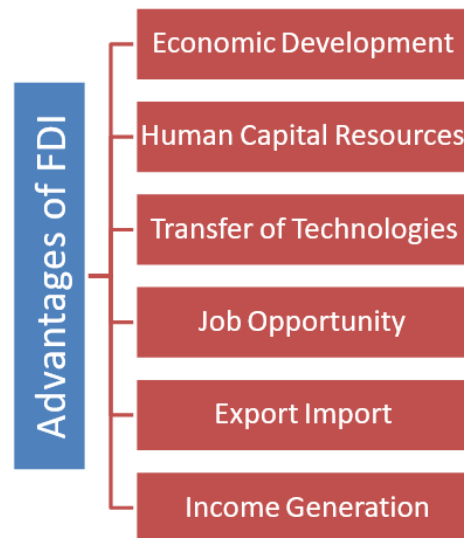 Advantages of FDI
Economic Development
Human Capital Resources
Transfer of Technologies
Job Opportunity
Export Import
Income Generation